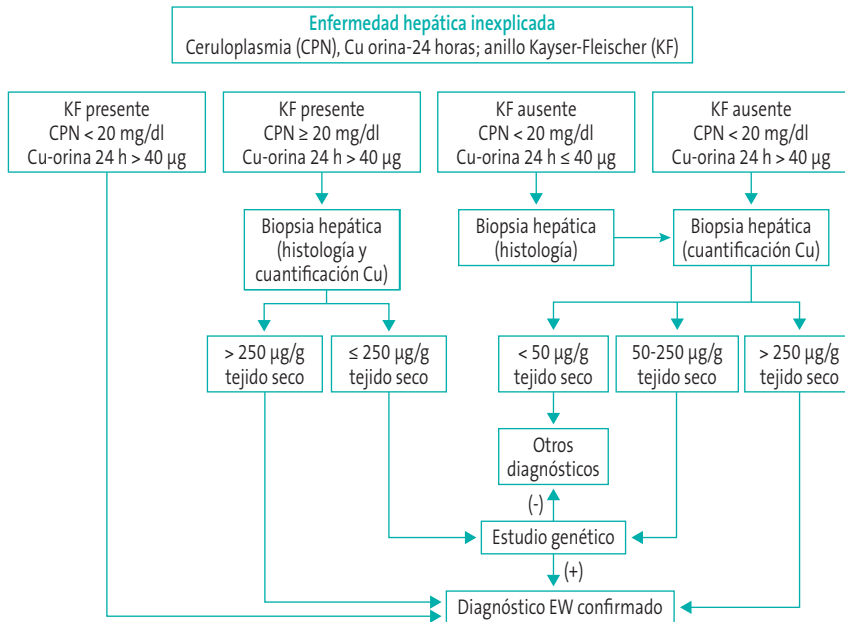 Enfermedad hepática inexplicada
Ceruloplasmia (CPN), Cu orina-24 horas; anillo Kayser-Fleischer (KF)
KF presente
CPN < 20 mg/dl
Cu-orina 24 h > 40 µg
KF presente
CPN ≥ 20 mg/dl
Cu-orina 24 h > 40 µg
KF ausente
CPN < 20 mg/dl
Cu-orina 24 h ≤ 40 µg
KF ausente
CPN < 20 mg/dl
Cu-orina 24 h > 40 µg
Biopsia hepática
(histología y
cuantificación Cu)
Biopsia hepática
(histología)
Biopsia hepática
(cuantificación Cu)
> 250 µg/g
tejido seco
≤ 250 µg/g
tejido seco
< 50 µg/g
tejido seco
50-250 µg/g
tejido seco
> 250 µg/g
tejido seco
Otros
diagnósticos
(-)
Estudio genético
(+)
Diagnóstico EW confirmado